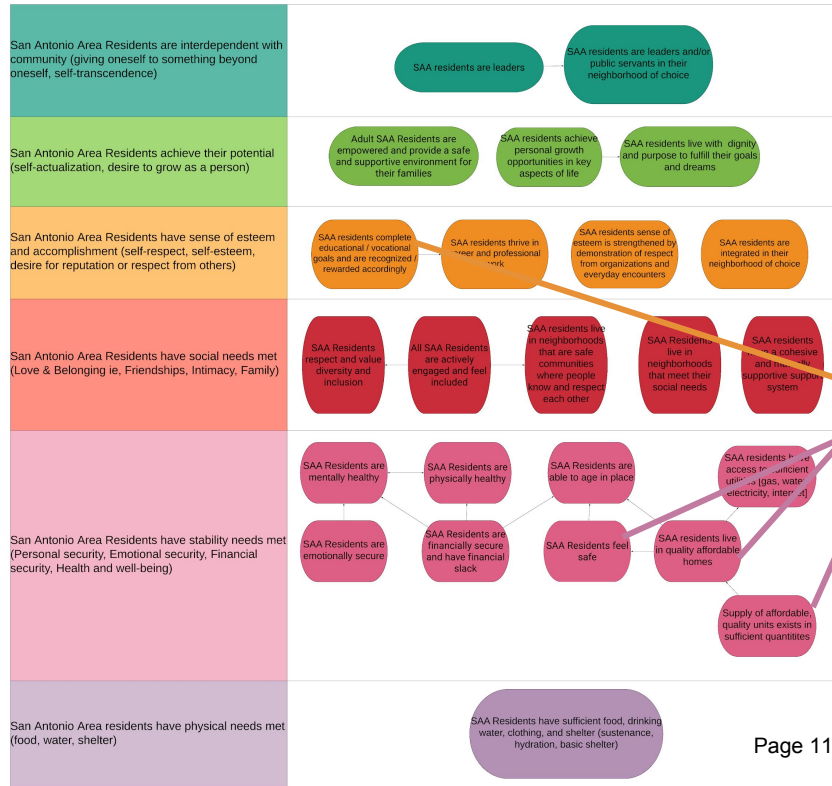 San Antonio Area Residents are interdependent with
community (giving oneself to something beyond
oneself, self-transcendence)
SAA residents are leaders
SAA residents are leaders and/or
public servants in their
neighborhood of choice
San Antonio Area Residents achieve their potential
(self-actualization, desire to grow as a person)
Adult SAA Residents are
empowered and provide a safe
and supportive environment for
their families
SAA residents achieve
personal growth
opportunities in key
aspects of life
SAA residents live with dignity
and purpose to fulfill their goals
and dreams
San Antonio Area Residents have sense of esteem
and accomplishment (self-respect, self-esteem,
desire for reputation or respect from others)
SAA residents complete
educational / vocational
goals and are recognized /
rewarded accordingly
SAA residents thrive in
and professional
SAA residents sense of
esteem is strengthened by
demonstration of respect
from organizations and
everyday encounters
SAA residents are
integrated in their
neighborhood of choice
San Antonio Area Residents have social needs met
(Love & Belonging ie, Friendships, Intimacy, Family)
SAA Residents
respect and value
diversity and
inclusion
All SAA Residents
are actively
engaged and feel
included
SAA residents live
in neighborhoods
that are safe
communities
where people
know and respect
each other
SAA Residents
live in
neighborhoods
that meet their
social needs
SAA residents
a cohesive
and
supportive support
system
San Antonio Area Residents have stability needs met
(Personal security, Emotional security, Financial
security, Health and well-being)
SAA Residents are
mentally healthy
SAA Residents are
physically healthy
SAA Residents are
able to age in place
SAA residents have
access to sufficient
utilities [gas, water,
electricity, internet]
SAA Residents are
emotionally secure
SAA Residents are
financially secure
and have financial
slack
SAA Residents feel
safe
SAA residents live
in quality affordable
homes
Supply of affordable,
quality units exists in
sufficient quantitites
San Antonio Area residents have physical needs met
(food, water, shelter)
SAA Residents have sufficient food, drinking
water, clothing, and shelter (sustenance,
hydration, basic shelter)
Page 11